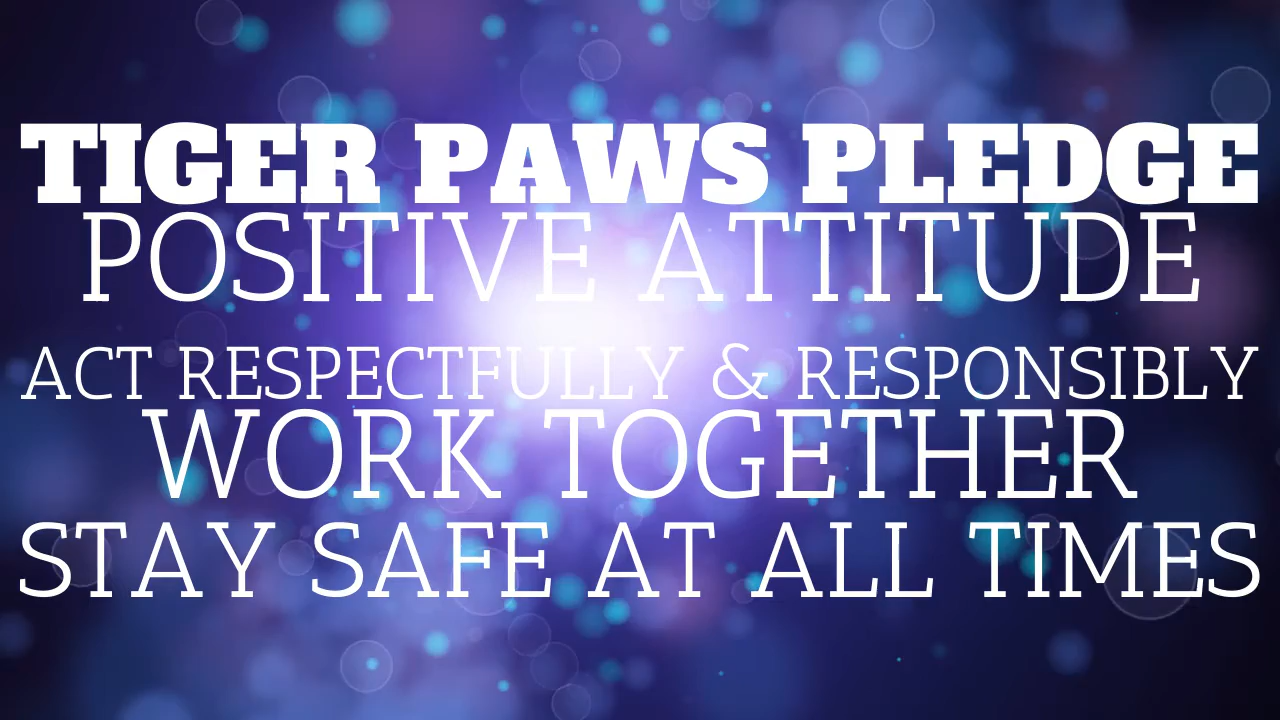 TIGER PAWS PLEDGE
POSITIVE ATTITUDE
ACT RESPECTFULLY & RESPONSIBLY
WORK TOGETHER
STAY SAFE AT ALL TIMES